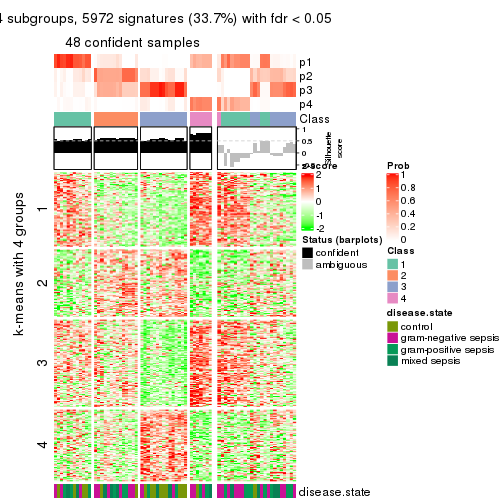 4 subgroups, 5972 signatures (33.7%) with fdr < 0.05
48 confident samples
p1
p2
p3
p4
Class
1
0.5
0
Silhouette
score
k-means with 4 groups
1
2
3
4
disease.state
z-score
2
1
0
-1
-2
Status (barplots)
confident
ambiguous
Prob
1
0.8
0.6
0.4
0.2
0
Class
1
2
3
4
disease.state
control
gram-negative sepsis
gram-positive sepsis
mixed sepsis